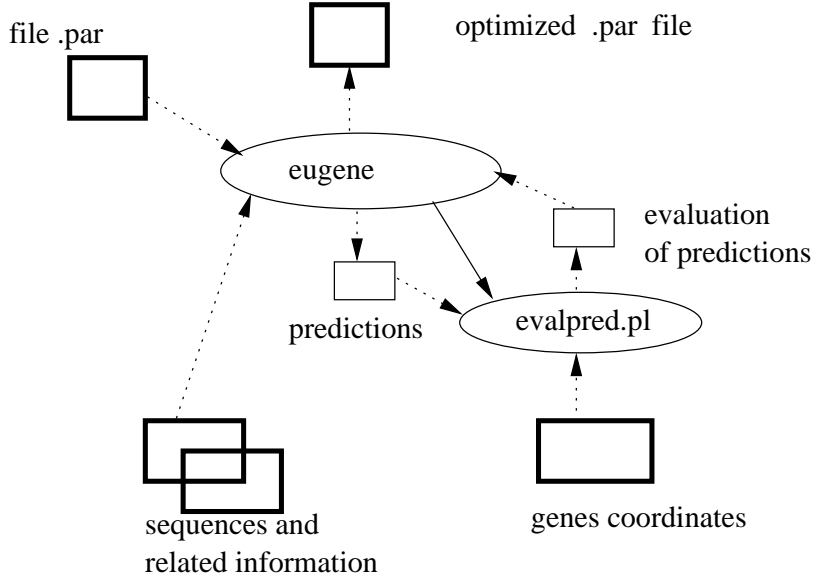 file .par
optimized .par file
eugene
evaluation
of predictions
predictions
evalpred.pl
sequences and
related information
genes coordinates